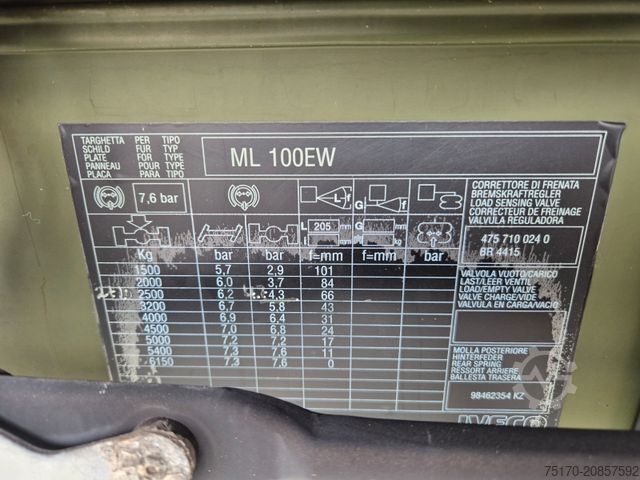 TARGHETTA PER TIPO
SCHILD FUR TYP
PLATE FOR TYPE
PANNEAU POUR TYPE
PLACA PARA TIPO
ML 100EW
7,6 bar
L f
G f
CORRETTORE DI FRENATA
BREMSKRAFTREGLER
LOAD SENSING VALVE
CORRECTEUR DE FREINAGE
VALVULA REGULADORA
475 710 024 0
BR 4415
L 205 mm G mm
Kg bar bar f=mm f=mm bar
1500 5,7 2,9 101
2000 6,0 3,7 84
2500 6,2 4,3 66
3200 6,7 5,8 43
4000 6,9 6,4 31
4500 7,0 6,8 24
5000 7,2 7,2 17
5400 7,3 7,6 11
6150 7,3 7,6 0
VALVOLA VUOTO/CARICO
LAST/LEER VENTIL
LOAD/EMPTY VALVE
VALVE CHARGE/VIDE
VALVULA EN CARGA/VACIO
MOLLA POSTERIORE
HINTERFEDER
REAR SPRING
RESSORT ARRIERE
BALLESTA TRASERA
98462354 KZ
IVECO
75170-20857592